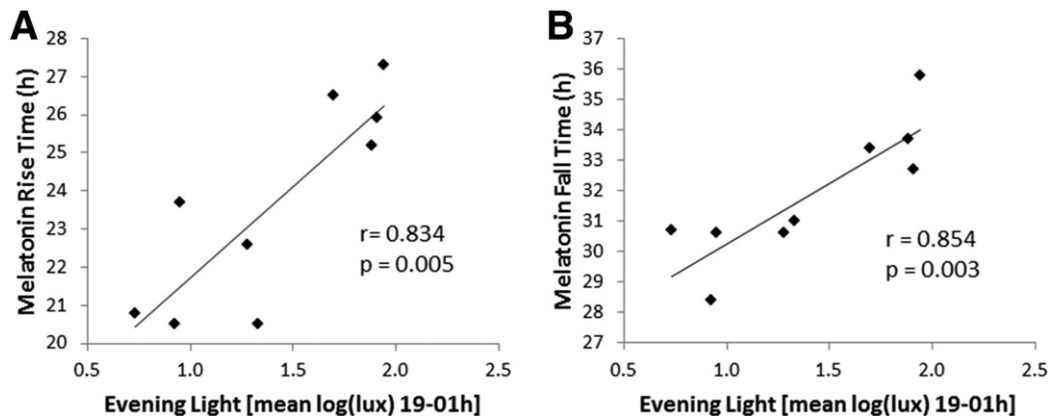 A
Melatonin Rise Time (h)
28
27
26
25
24
23
22
21
20
0.5 1.0 1.5 2.0 2.5
r= 0.834
p = 0.005
Evening Light [mean log(lux) 19-01h]
B
Melatonin Fall Time (h)
37
36
35
34
33
32
31
30
29
28
27
0.5 1.0 1.5 2.0 2.5
r = 0.854
p = 0.003
Evening Light [mean log(lux) 19-01h]